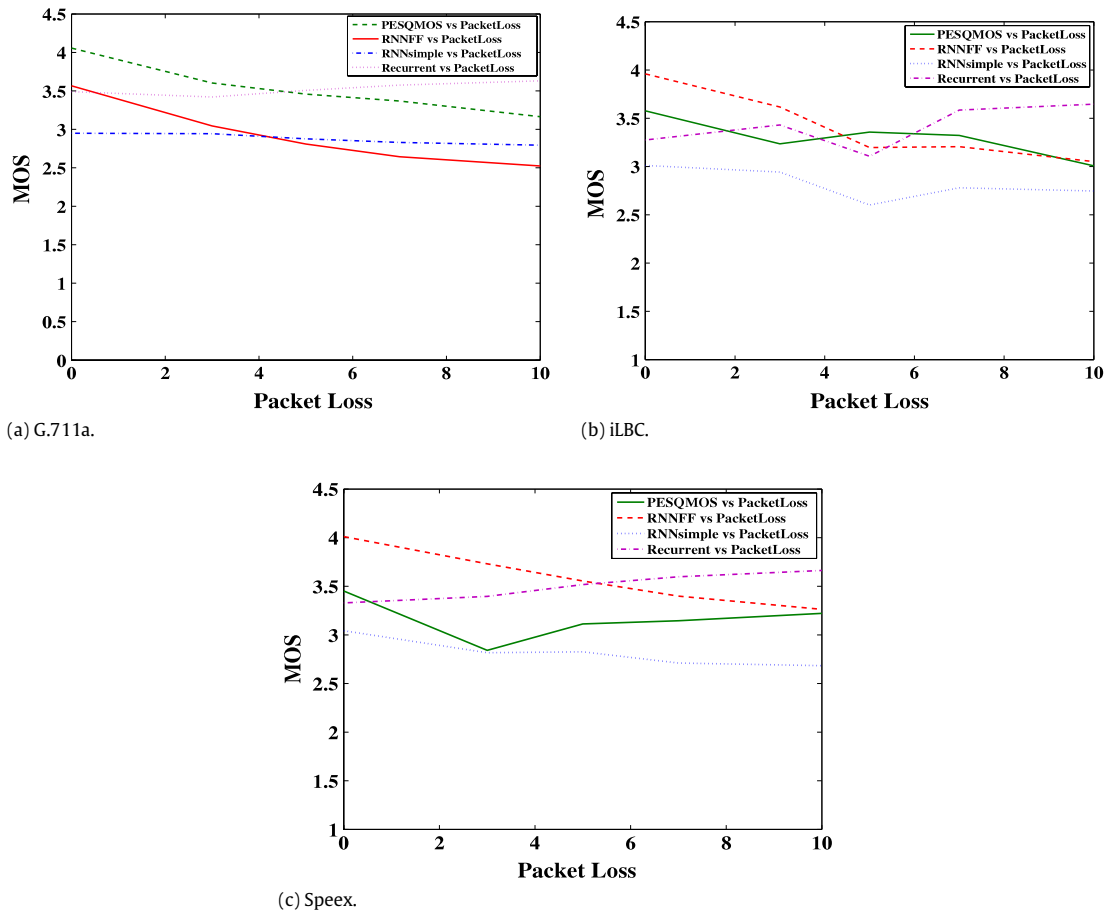 4.5
4
3.5
3
2.5
2
1.5
1
0.5
0
MOS
0 2 4 6 8 10
Packet Loss
PESQMOS vs PacketLoss
RNNFF vs PacketLoss
RNNsimple vs PacketLoss
Recurrent vs PacketLoss
(a) G.711a.
4.5
4
3.5
3
2.5
2
1.5
1
MOS
0 2 4 6 8 10
Packet Loss
PESQMOS vs PacketLoss
RNNFF vs PacketLoss
RNNsimple vs PacketLoss
Recurrent vs PacketLoss
(b) iLBC.
4.5
4
3.5
3
2.5
2
1.5
1
MOS
0 2 4 6 8 10
Packet Loss
PESQMOS vs PacketLoss
RNNFF vs PacketLoss
RNNsimple vs PacketLoss
Recurrent vs PacketLoss
(c) Speex.